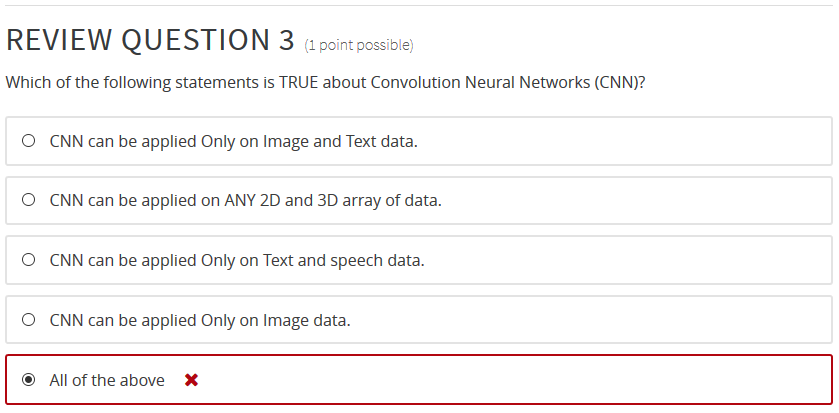 REVIEW QUESTION 3 (1 point possible)
Which of the following statements is TRUE about Convolution Neural Networks (CNN)?
CNN can be applied Only on Image and Text data.
CNN can be applied on ANY 2D and 3D array of data.
CNN can be applied Only on Text and speech data.
CNN can be applied Only on Image data.
All of the above